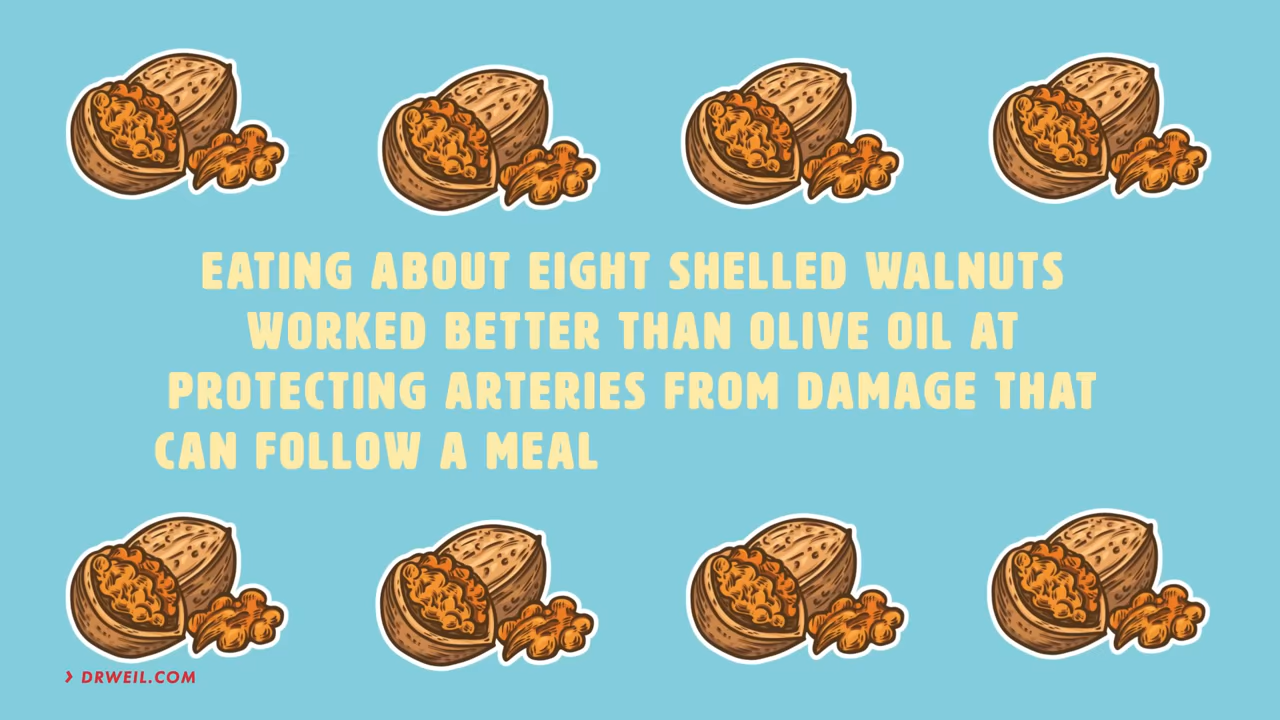 EATING ABOUT EIGHT SHELLED WALNUTS
WORKED BETTER THAN OLIVE OIL AT
PROTECTING ARTERIES FROM DAMAGE THAT
CAN FOLLOW A MEAL
› DRWEIL.COM